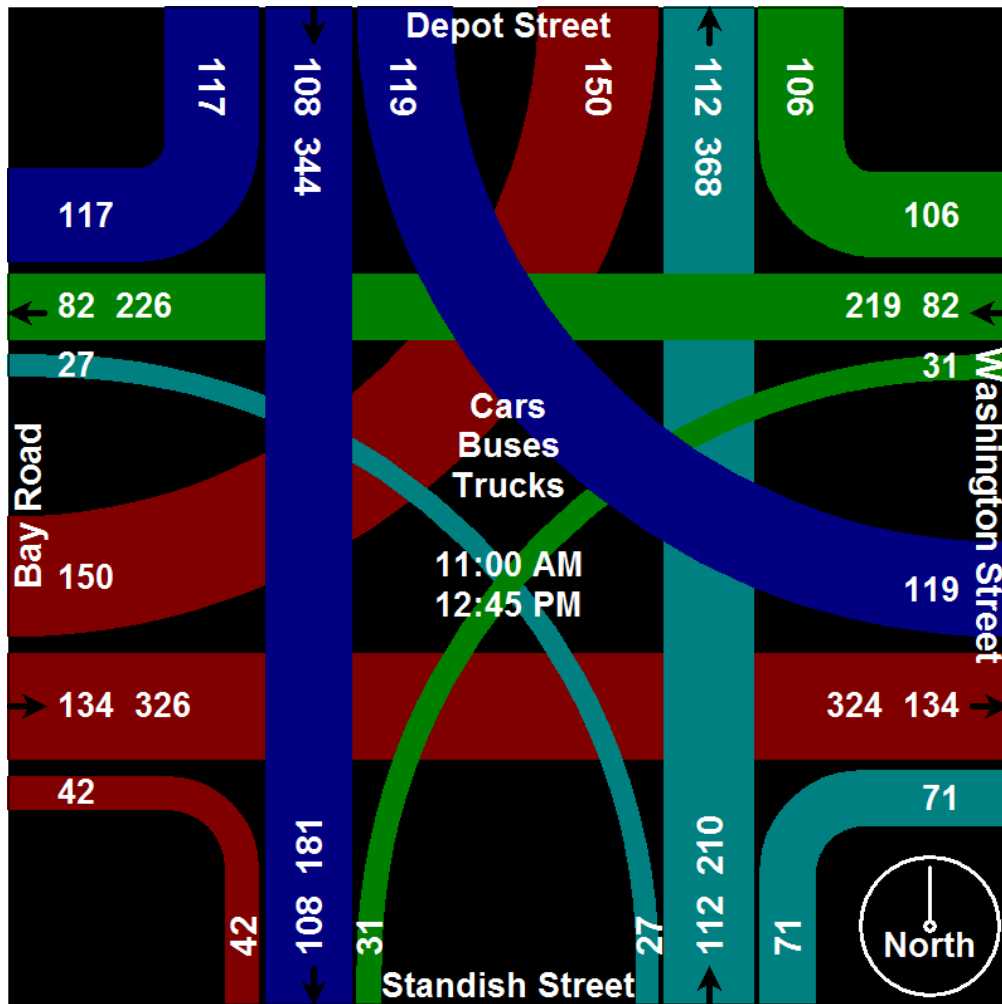 Depot Street
117
108 344
119
150
112 368
106
117
106
82 226
219 82
27
31
Bay Road
Washington Street
Cars
Buses
Trucks
11:00 AM
12:45 PM
150
119
134 326
324 134
42
71
42
108 181
31
27
112 210
71
North
Standish Street